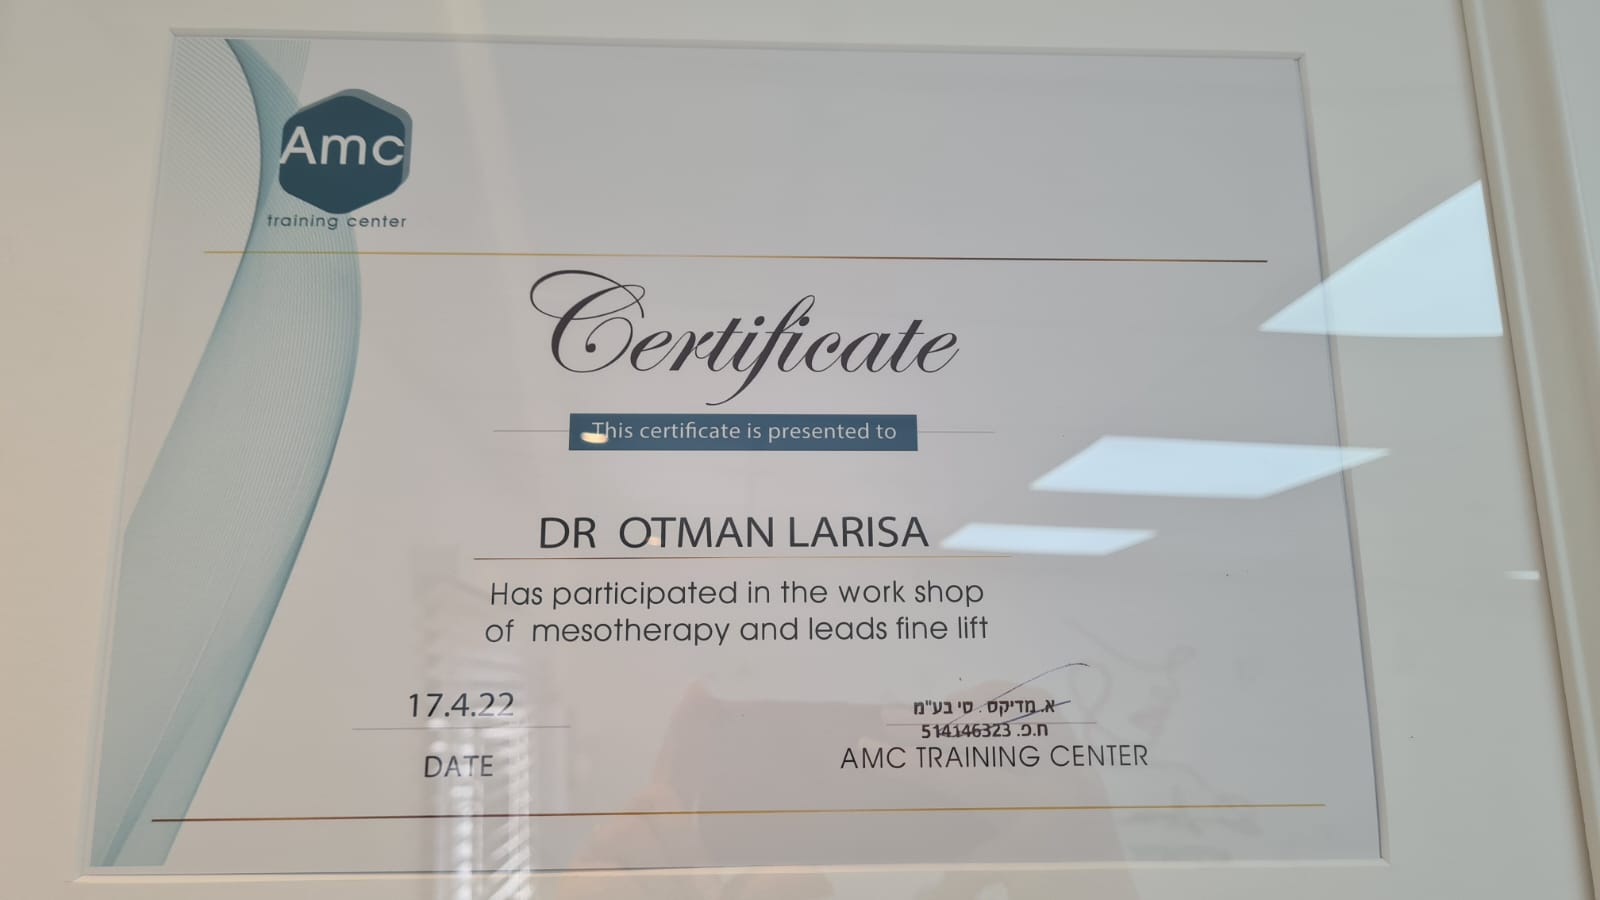 Amc
training center
Certificate
This certificate is presented to
DR OTMAN LARISA
Has participated in the work shop
of mesotherapy and leads fine lift
17.4.22
DATE
א. מדיקס. סי בע"מ
ח.פ. 514146323
AMC TRAINING CENTER